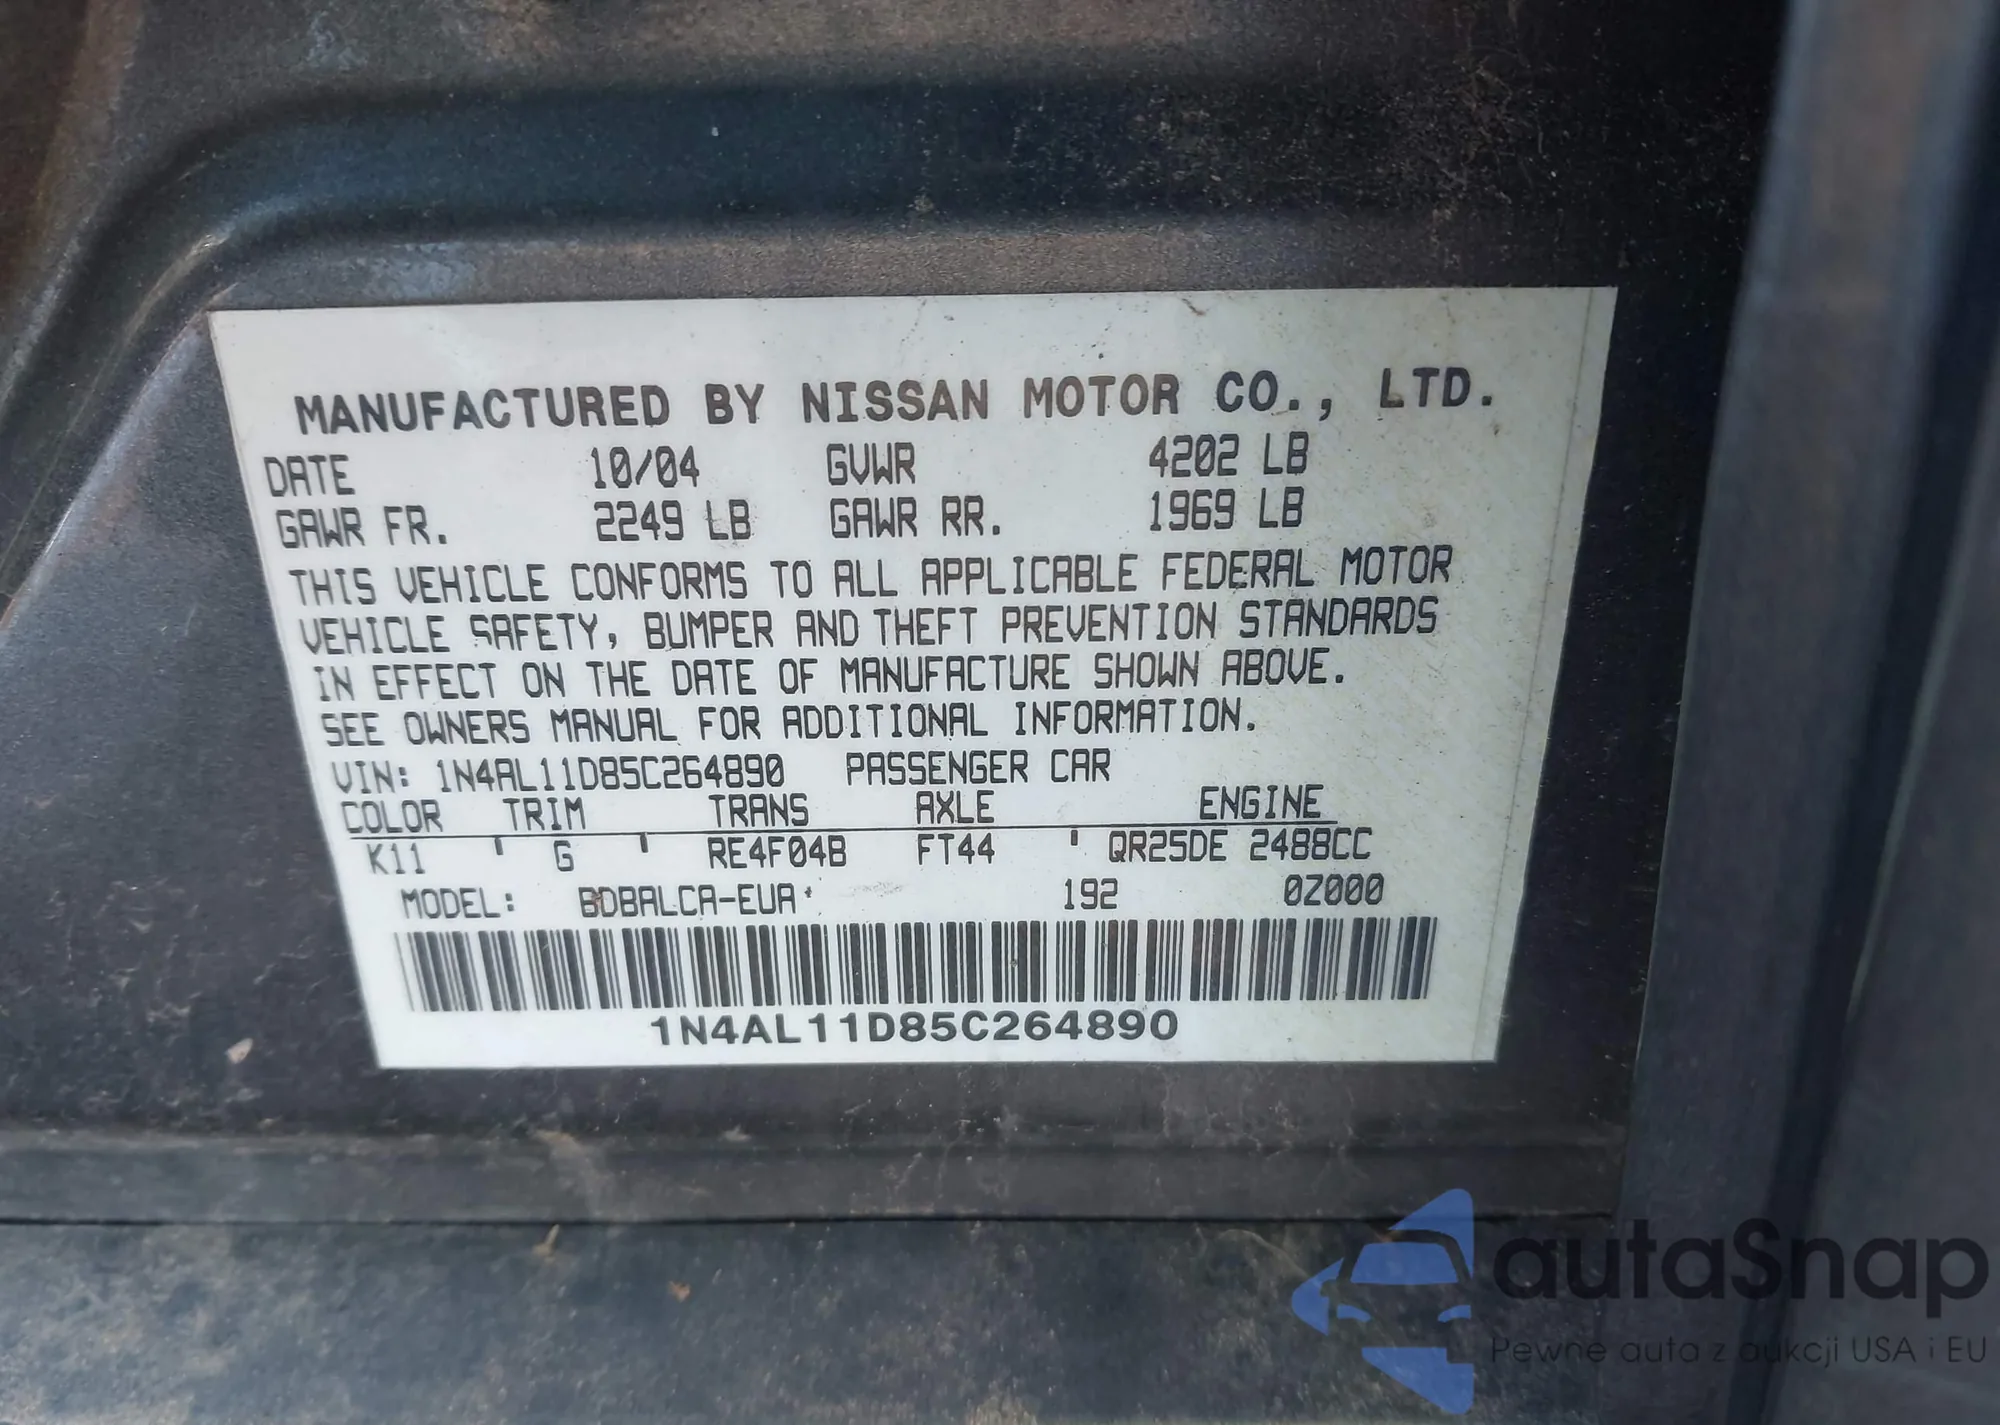 MANUFACTURED BY NISSAN MOTOR CO., LTD.
DATE 10/04 GVWR 4202 LB
GAWR FR. 2249 LB GAWR RR. 1969 LB
THIS VEHICLE CONFORMS TO ALL APPLICABLE FEDERAL MOTOR
VEHICLE SAFETY, BUMPER AND THEFT PREVENTION STANDARDS
IN EFFECT ON THE DATE OF MANUFACTURE SHOWN ABOVE.
SEE OWNERS MANUAL FOR ADDITIONAL INFORMATION.
VIN: 1N4AL11D85C264890 PASSENGER CAR
COLOR TRIM TRANS AXLE ENGINE
K11 ' G ' RE4F04B FT44 ' QR25DE 2488CC
MODEL: BDBALCA-EUA 192 0Z000
1N4AL11D85C264890
autaSnap
Pewne auta z aukcji USA i EU